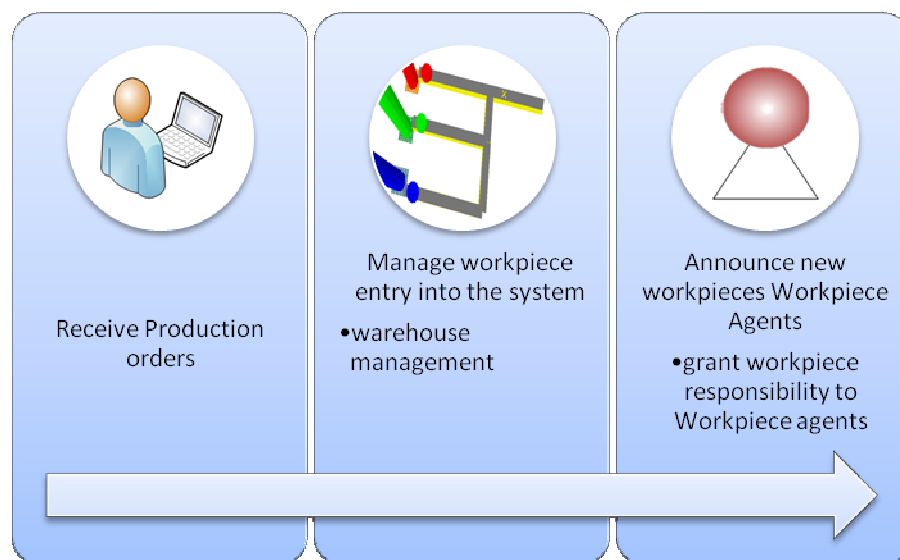 Receive Production
orders
Manage workpiece
entry into the system
•warehouse
management
Announce new
workpieces Workpiece
Agents
•grant workpiece
responsibility to
Workpiece agents